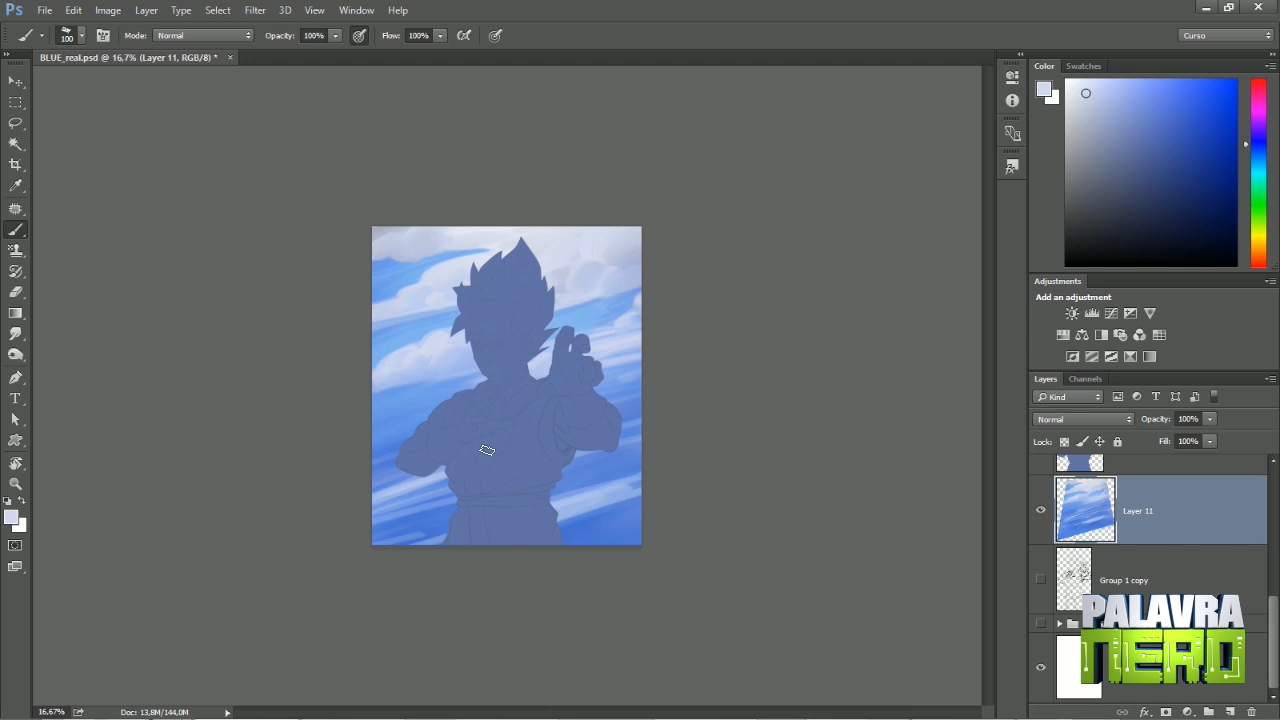 Ps File Edit Image Layer Type Select Filter 3D View Window Help
100 Mode: Normal Opacity: 100% Flow: 100% Curso
BLUE_real.psd @ 16,7% (Layer 11, RGB/8) *
Color Swatches
Adjustments
Add an adjustment
Layers Channels
Kind
Normal Opacity: 100%
Lock: Fill: 100%
Layer 11
Group 1 copy
PALAVRA
NERD
16,67% Doc: 13,8M/144,0M